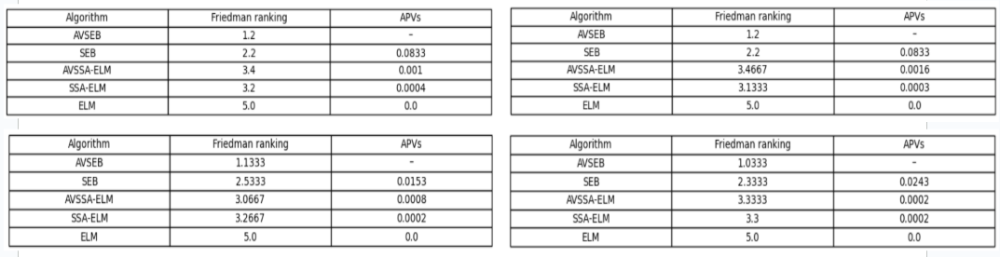 Algorithm Friedman ranking APVs
AVSEB 1.2 –
SEB 2.2 0.0833
AVSSA-ELM 3.4 0.001
SSA-ELM 3.2 0.0004
ELM 5.0 0.0
Algorithm Friedman ranking APVs
AVSEB 1.2 –
SEB 2.2 0.0833
AVSSA-ELM 3.4667 0.0016
SSA-ELM 3.1333 0.0003
ELM 5.0 0.0
Algorithm Friedman ranking APVs
AVSEB 1.1333 –
SEB 2.5333 0.0153
AVSSA-ELM 3.0667 0.0008
SSA-ELM 3.2667 0.0002
ELM 5.0 0.0
Algorithm Friedman ranking APVs
AVSEB 1.0333 –
SEB 2.3333 0.0243
AVSSA-ELM 3.3333 0.0002
SSA-ELM 3.3 0.0002
ELM 5.0 0.0